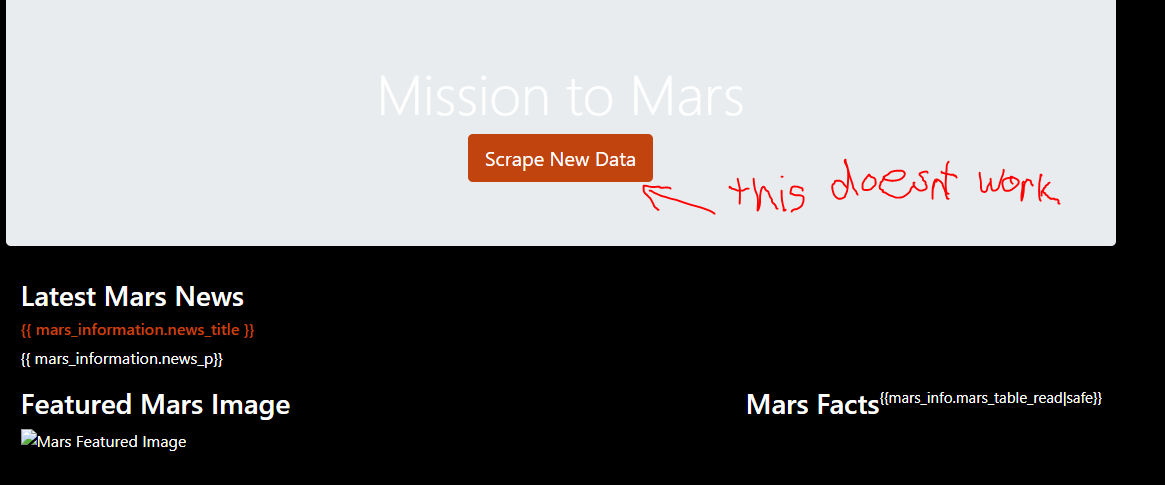 Mission to Mars
Scrape New Data
this doesnt work
Latest Mars News
{{ mars_information.news_title }}
{{ mars_information.news_p}}
Featured Mars Image
Mars Facts{{mars_info.mars_table_read|safe}}
Mars Featured Image